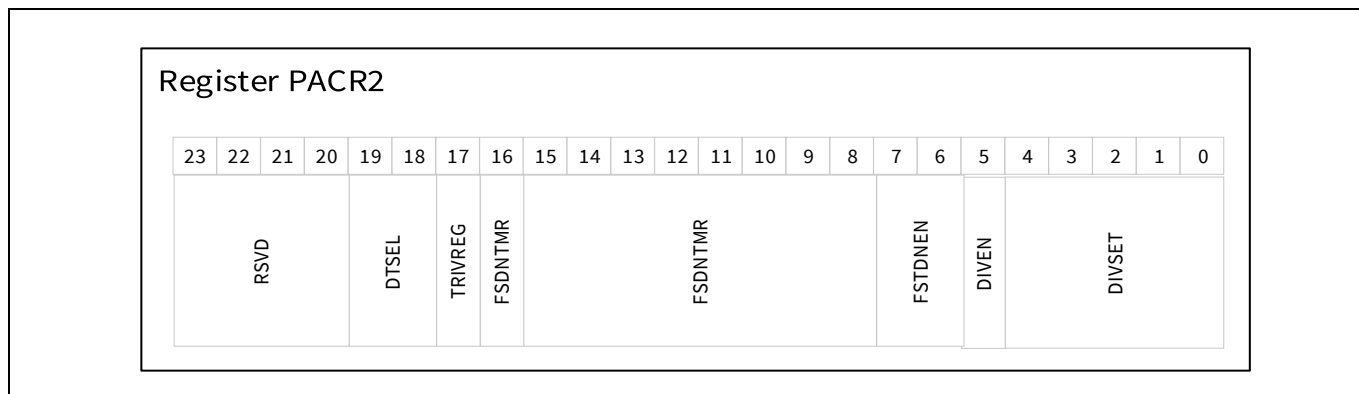 Register PACR2
23 22 21 20 19 18 17 16 15 14 13 12 11 10 9 8 7 6 5 4 3 2 1 0
RSVD DTSEL TRIVREG FSDNTMR FSDNTMR FSTDNEN DIVEN DIVSET